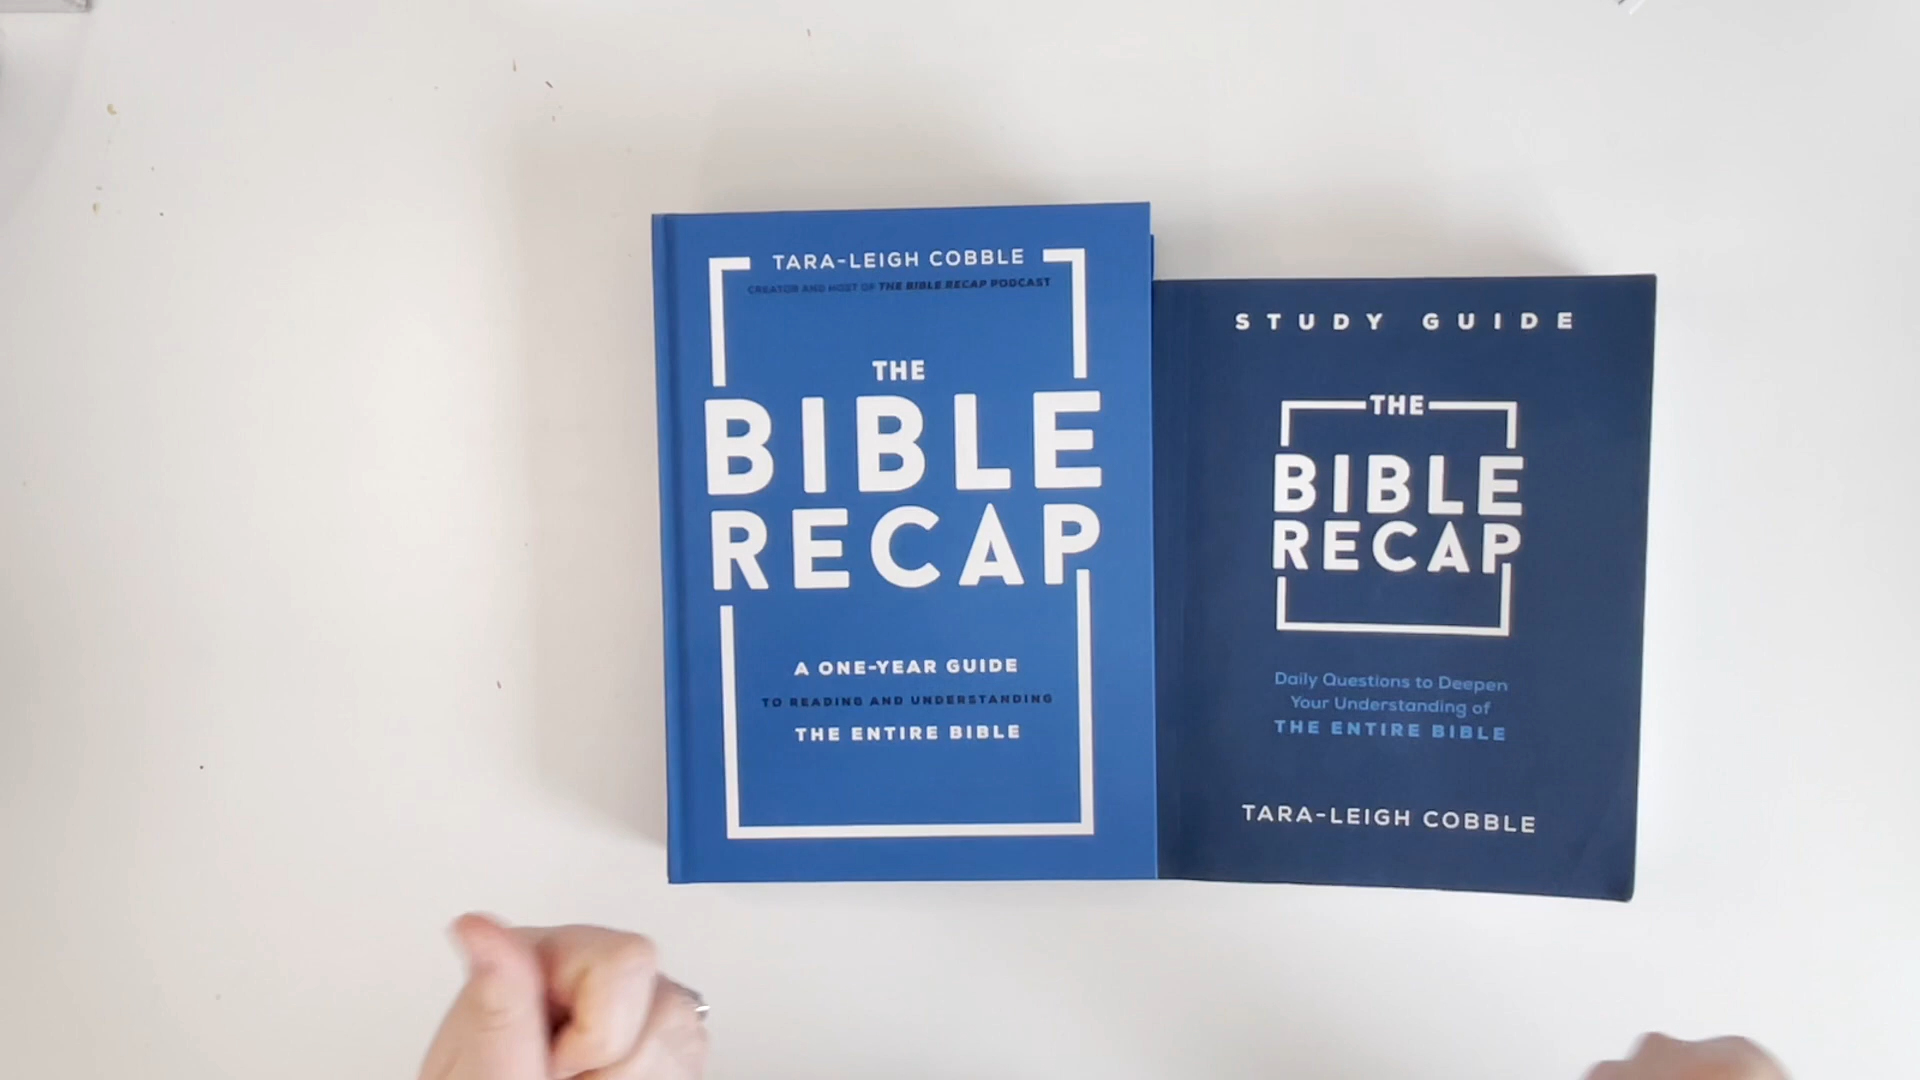 TARA-LEIGH COBBLE
CREATOR AND HOST OF THE BIBLE RECAP PODCAST
THE
BIBLE
RECAP
A ONE-YEAR GUIDE
TO READING AND UNDERSTANDING
THE ENTIRE BIBLE
STUDY GUIDE
THE
BIBLE
RECAP
Daily Questions to Deepen
Your Understanding of
THE ENTIRE BIBLE
TARA-LEIGH COBBLE